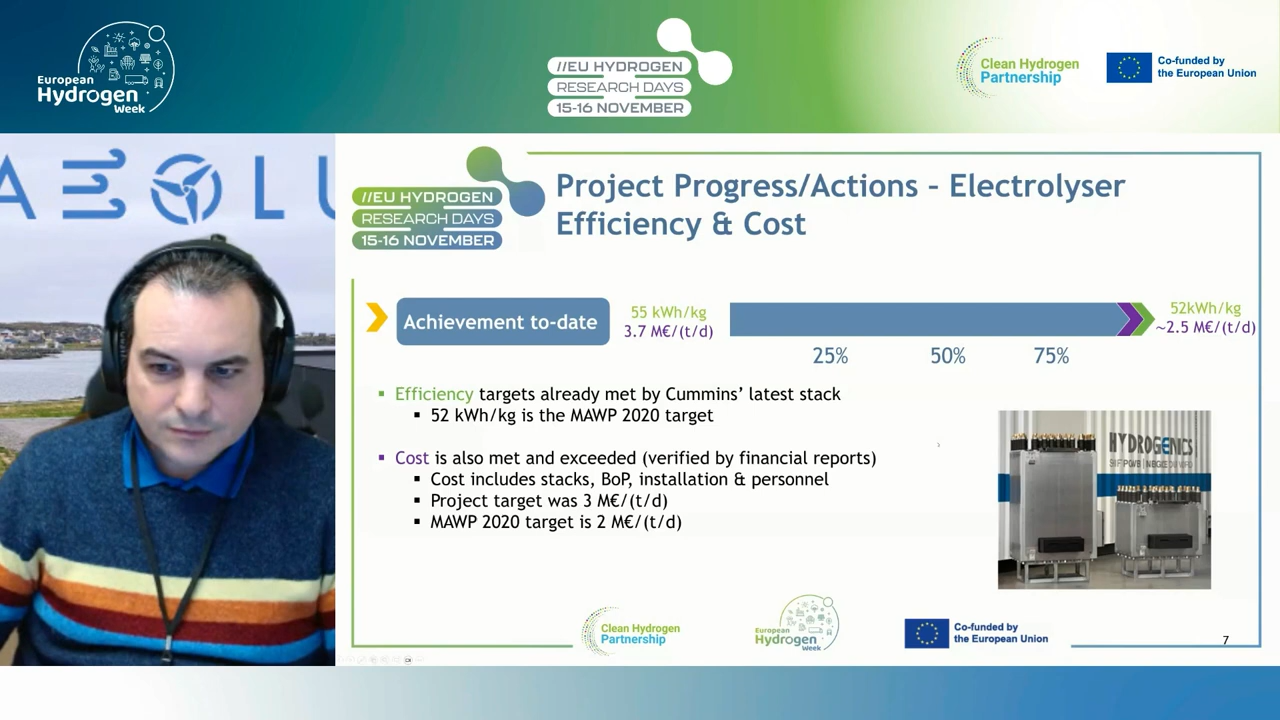 European
Hydrogen
Week
//EU HYDROGEN
RESEARCH DAYS
15-16 NOVEMBER
Clean Hydrogen
Partnership
Co-funded by
the European Union
//EU HYDROGEN
RESEARCH DAYS
15-16 NOVEMBER
Project Progress/Actions - Electrolyser
Efficiency & Cost
Achievement to-date
55 kWh/kg
3.7 M€/(t/d)
52kWh/kg
~2.5 M€/(t/d)
25% 50% 75%
Efficiency targets already met by Cummins' latest stack
52 kWh/kg is the MAWP 2020 target
Cost is also met and exceeded (verified by financial reports)
Cost includes stacks, BoP, installation & personnel
Project target was 3 M€/(t/d)
MAWP 2020 target is 2 M€/(t/d)
HYDROGENICS
Clean Hydrogen
Partnership
European
Hydrogen
Week
Co-funded by
the European Union
7